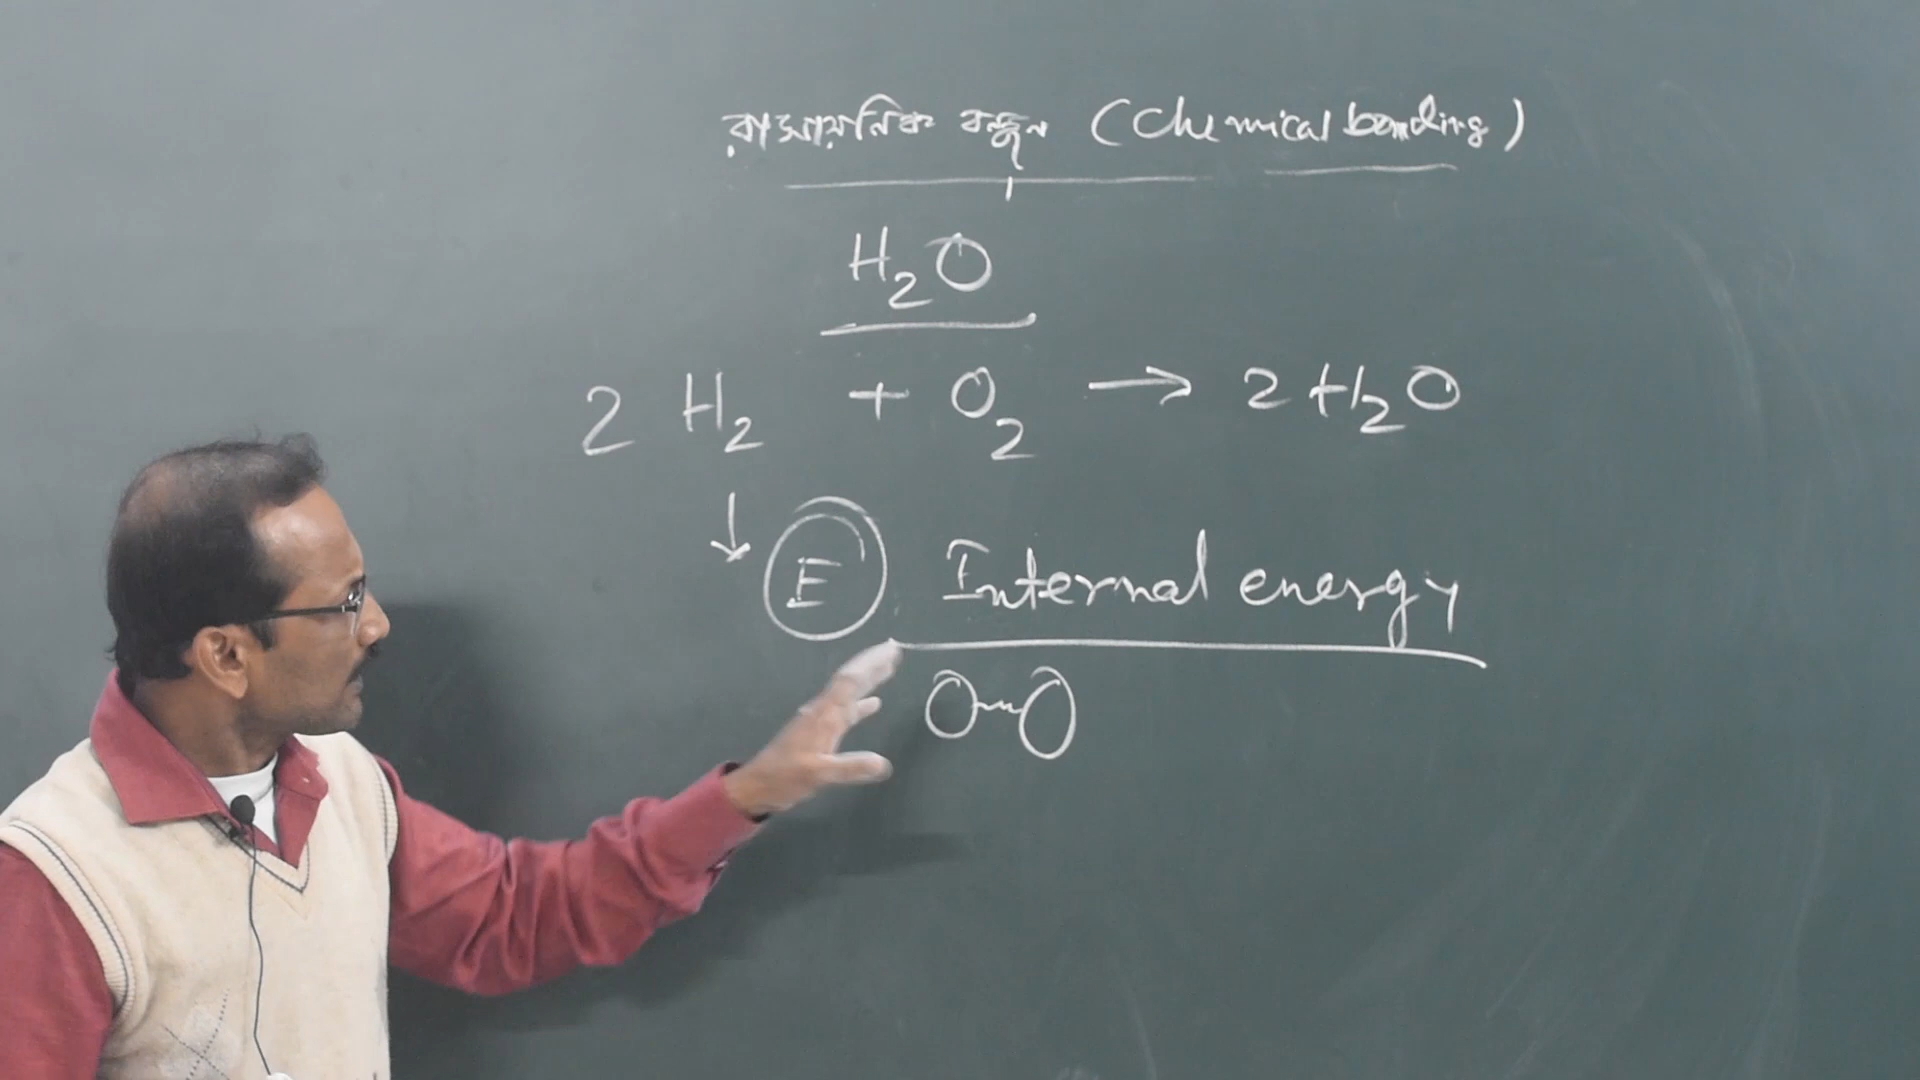 রাসায়নিক বন্ধন (Chemical bonding)
H₂O
2 H₂ + O₂ → 2 H₂O
↓ E Internal energy